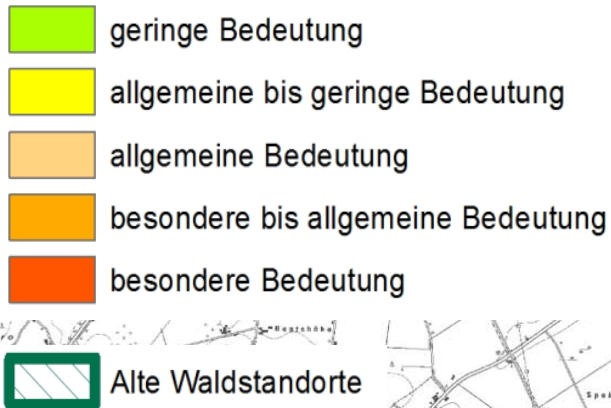 geringe Bedeutung
allgemeine bis geringe Bedeutung
allgemeine Bedeutung
besondere bis allgemeine Bedeutung
besondere Bedeutung
Alte Waldstandorte